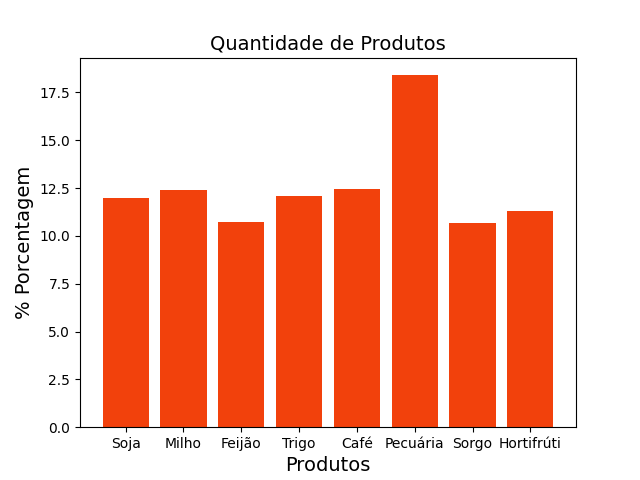 Quantidade de Produtos
% Porcentagem
17.5
15.0
12.5
10.0
7.5
5.0
2.5
0.0
Soja Milho Feijão Trigo Café Pecuária Sorgo Hortifrúti
Produtos